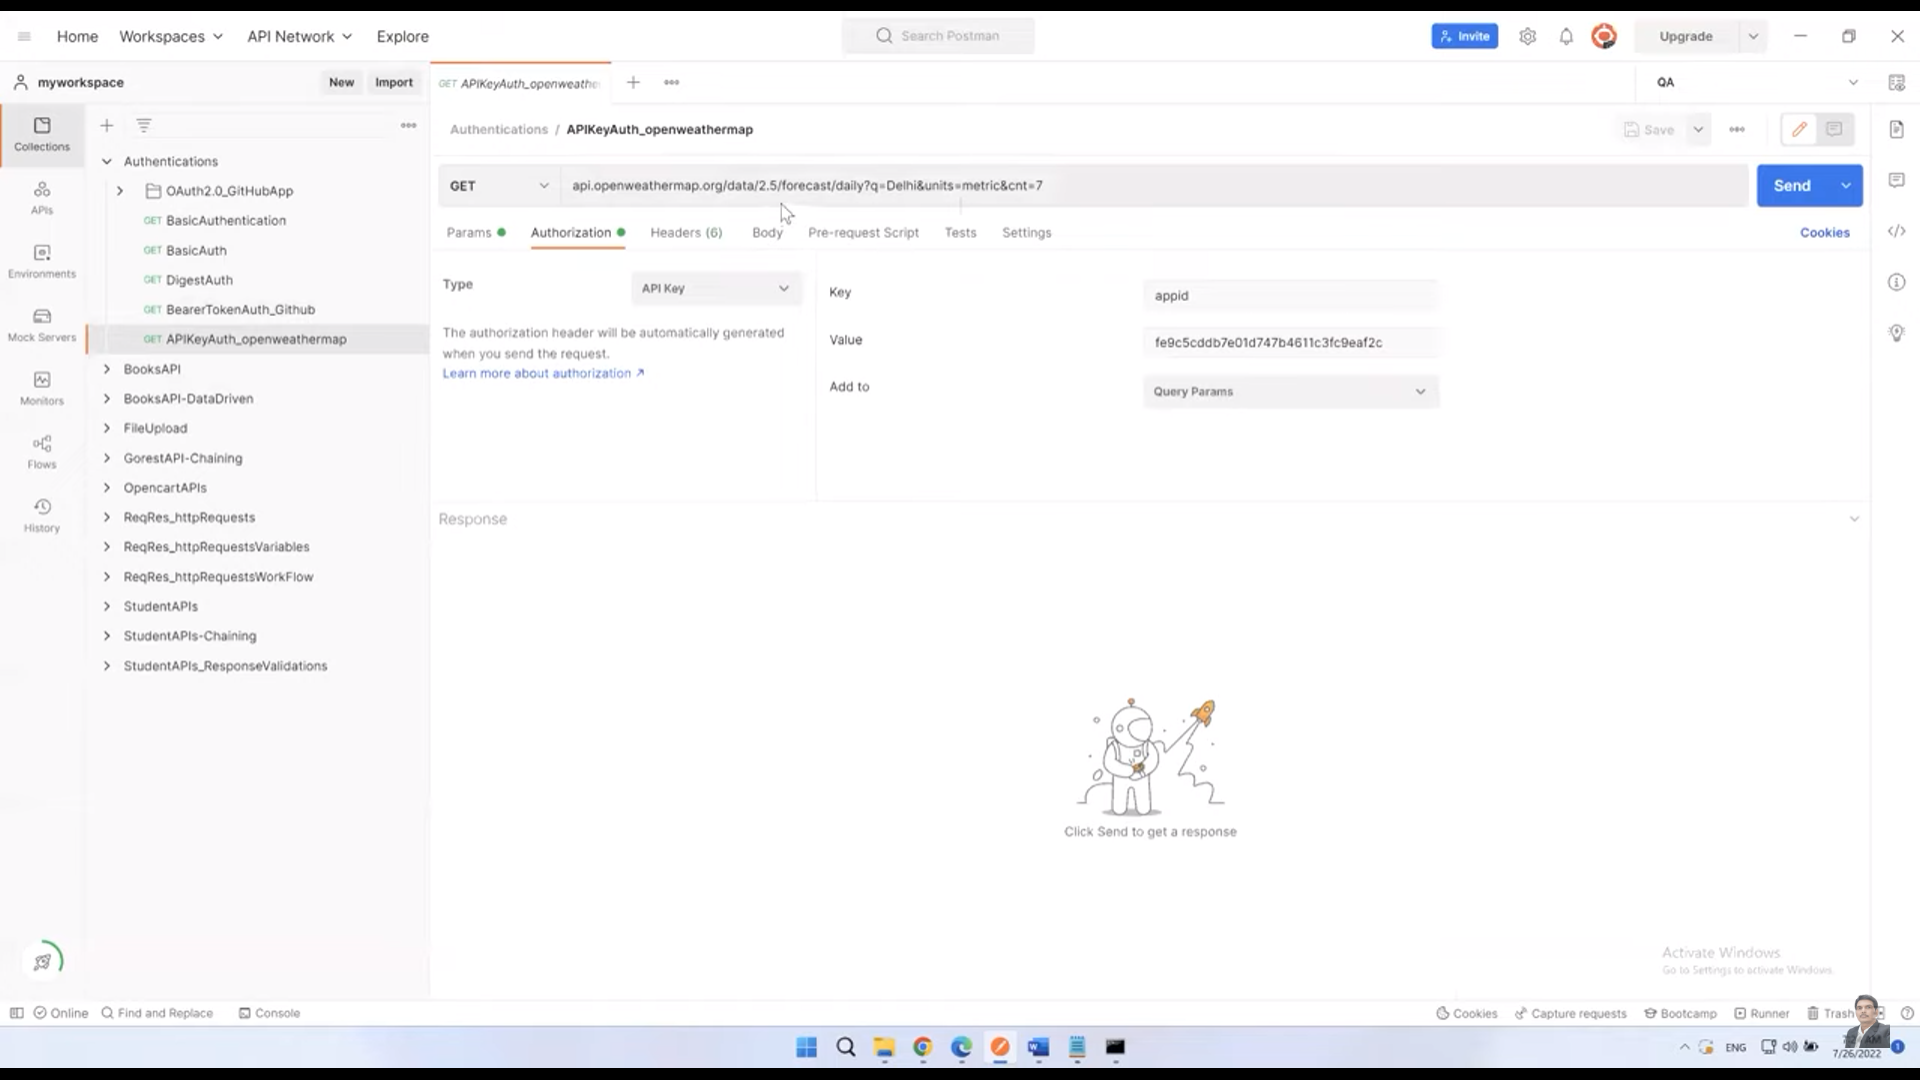 Home Workspaces API Network Explore Search Postman Invite Upgrade
myworkspace New Import GET APIKeyAuth_openweathe QA
Collections
APIs
Environments
Mock Servers
Monitors
Flows
History
Authentications
OAuth2.0_GitHubApp
GET BasicAuthentication
GET BasicAuth
GET DigestAuth
GET BearerTokenAuth_Github
GET APIKeyAuth_openweathermap
BooksAPI
BooksAPI-DataDriven
FileUpload
GorestAPI-Chaining
OpencartAPIs
ReqRes_httpRequests
ReqRes_httpRequestsVariables
ReqRes_httpRequestsWorkFlow
StudentAPIs
StudentAPIs-Chaining
StudentAPIs_ResponseValidations
Authentications / APIKeyAuth_openweathermap Save
GET api.openweathermap.org/data/2.5/forecast/daily?q=Delhi&units=metric&cnt=7 Send
Params Authorization Headers (6) Body Pre-request Script Tests Settings Cookies
Type API Key
The authorization header will be automatically generated
when you send the request.
Learn more about authorization ↗
Key appid
Value fe9c5cddb7e01d747b4611c3fc9eaf2c
Add to Query Params
Response
Click Send to get a response
Activate Windows
Go to Settings to activate Windows.
Online Find and Replace Console Cookies Capture requests Bootcamp Runner Trash
ENG
7/26/2022 1